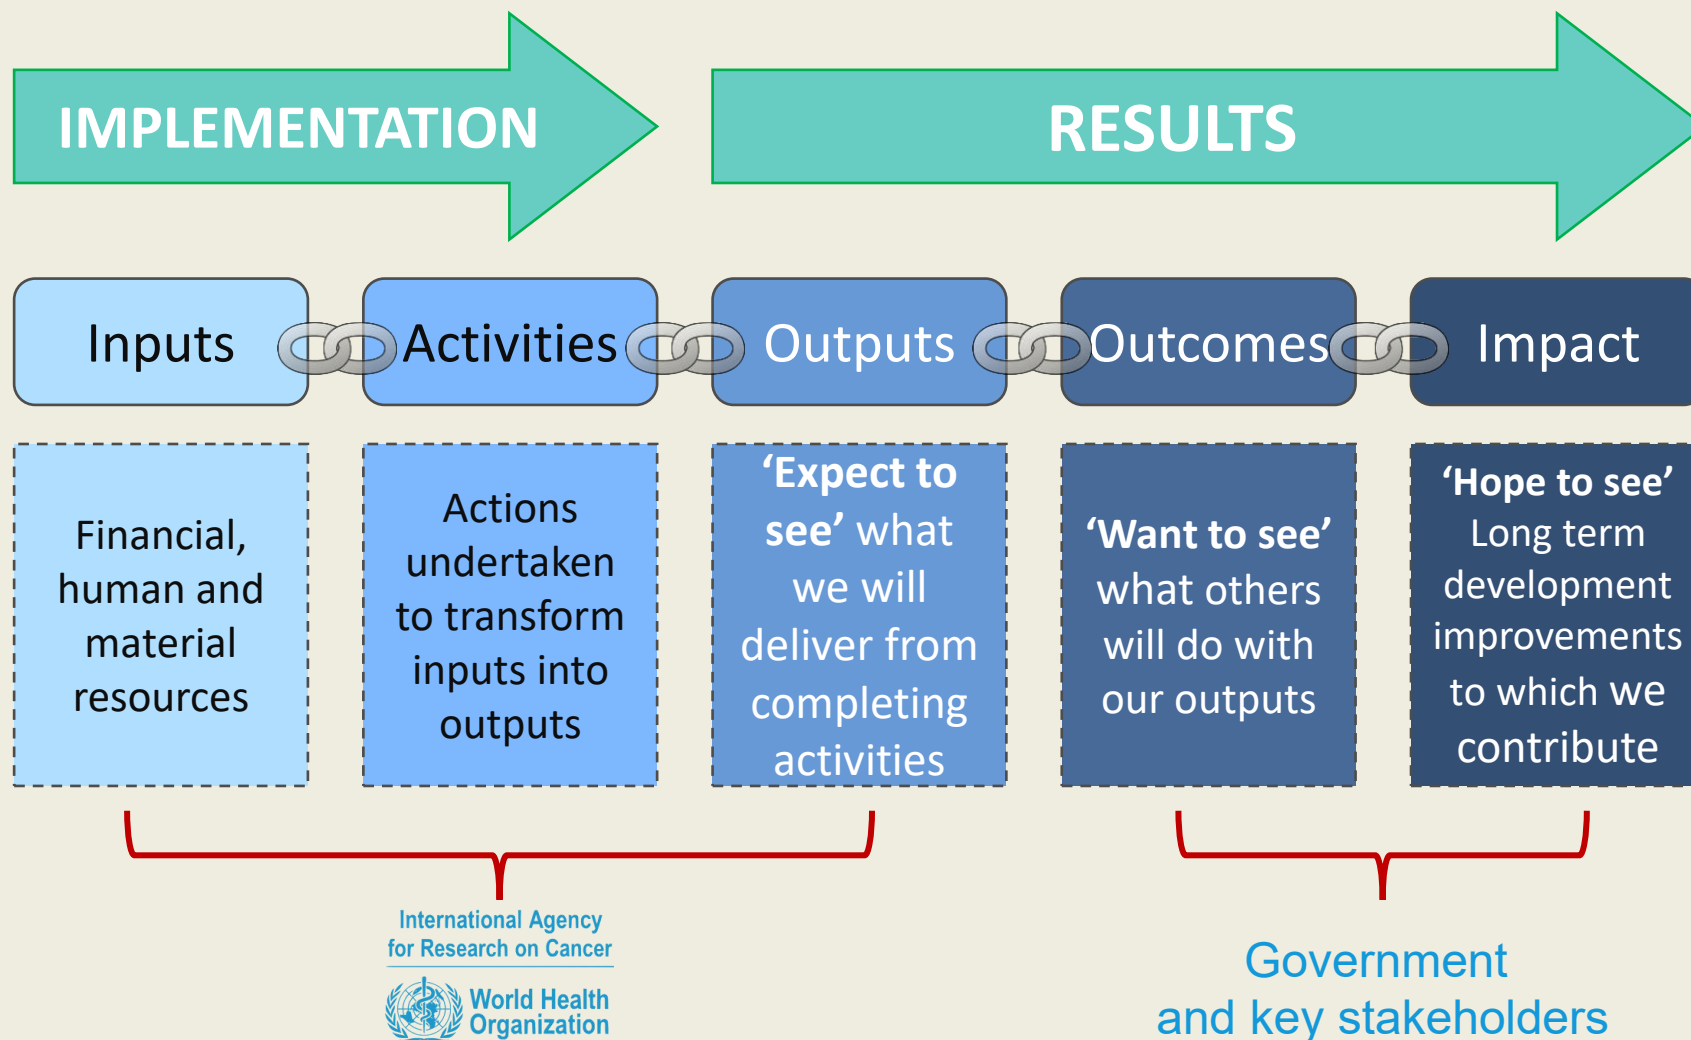 IMPLEMENTATION
RESULTS
Inputs
Activities
Outputs
Outcomes
Impact
Financial,
human and
material
resources
Actions
undertaken
to transform
inputs into
outputs
‘Expect to
see’ what
we will
deliver from
completing
activities
‘Want to see’
what others
will do with
our outputs
‘Hope to see’
Long term
development
improvements
to which we
contribute
International Agency
for Research on Cancer
World Health
Organization
Government
and key stakeholders